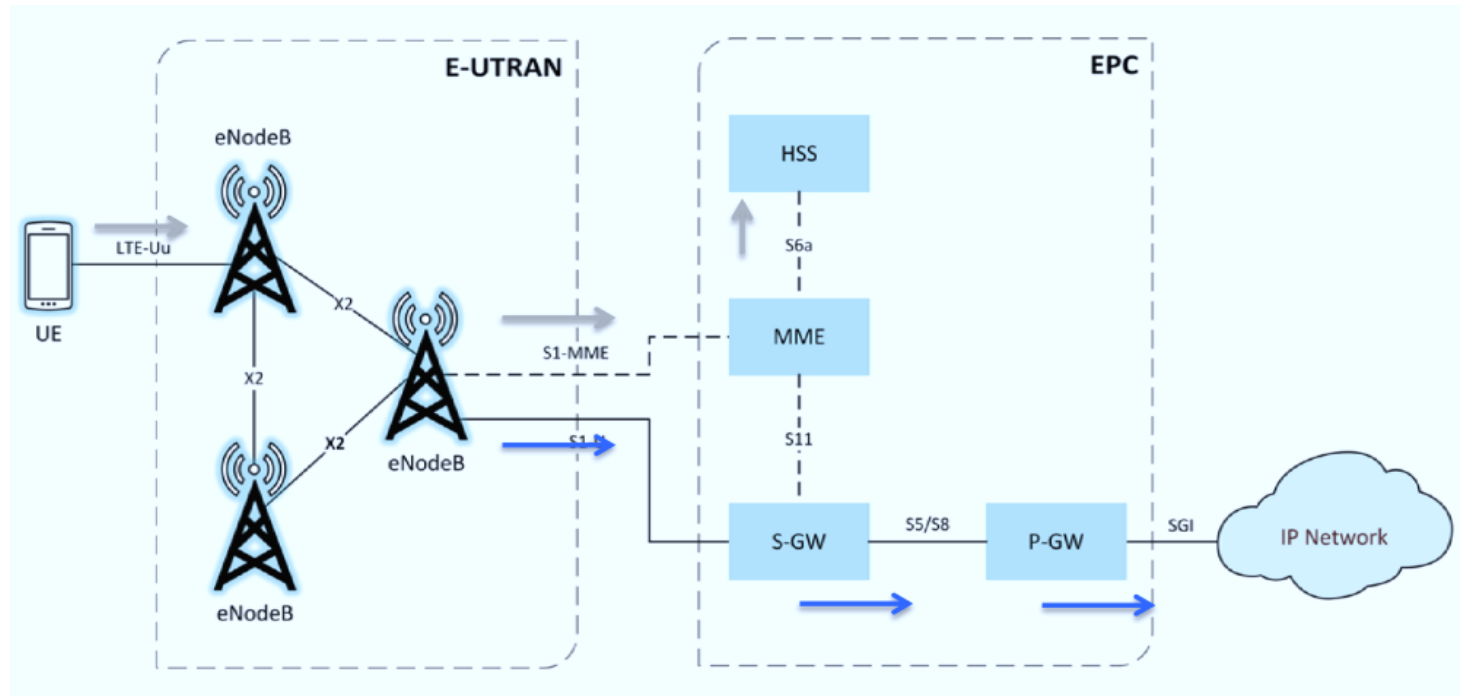 E-UTRAN
EPC
eNodeB
HSS
LTE-Uu
S6a
UE
X2
MME
S1-MME
X2
X2
S11
eNodeB
S-GW
S5/S8
P-GW
SGI
IP Network
eNodeB